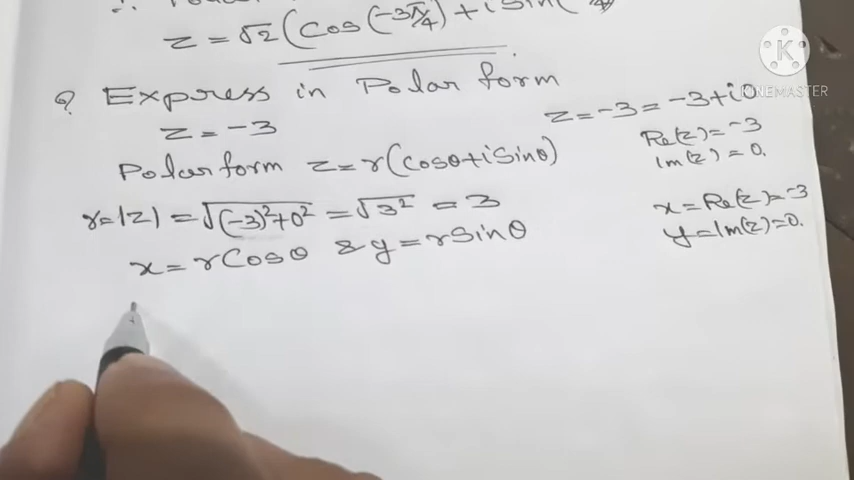 z = √2 (Cos (-3π/4) + i Sin(
KINEMASTER
Q Express in Polar form
z = -3
z = -3 = -3 + i0
Re(z) = -3
Im(z) = 0.
Polar form z = r(cosθ + i Sinθ)
r = |z| = √(-3)² + 0² = √3² = 3
x = Re(z) = -3
y = Im(z) = 0.
x = r Cosθ & y = r Sinθ